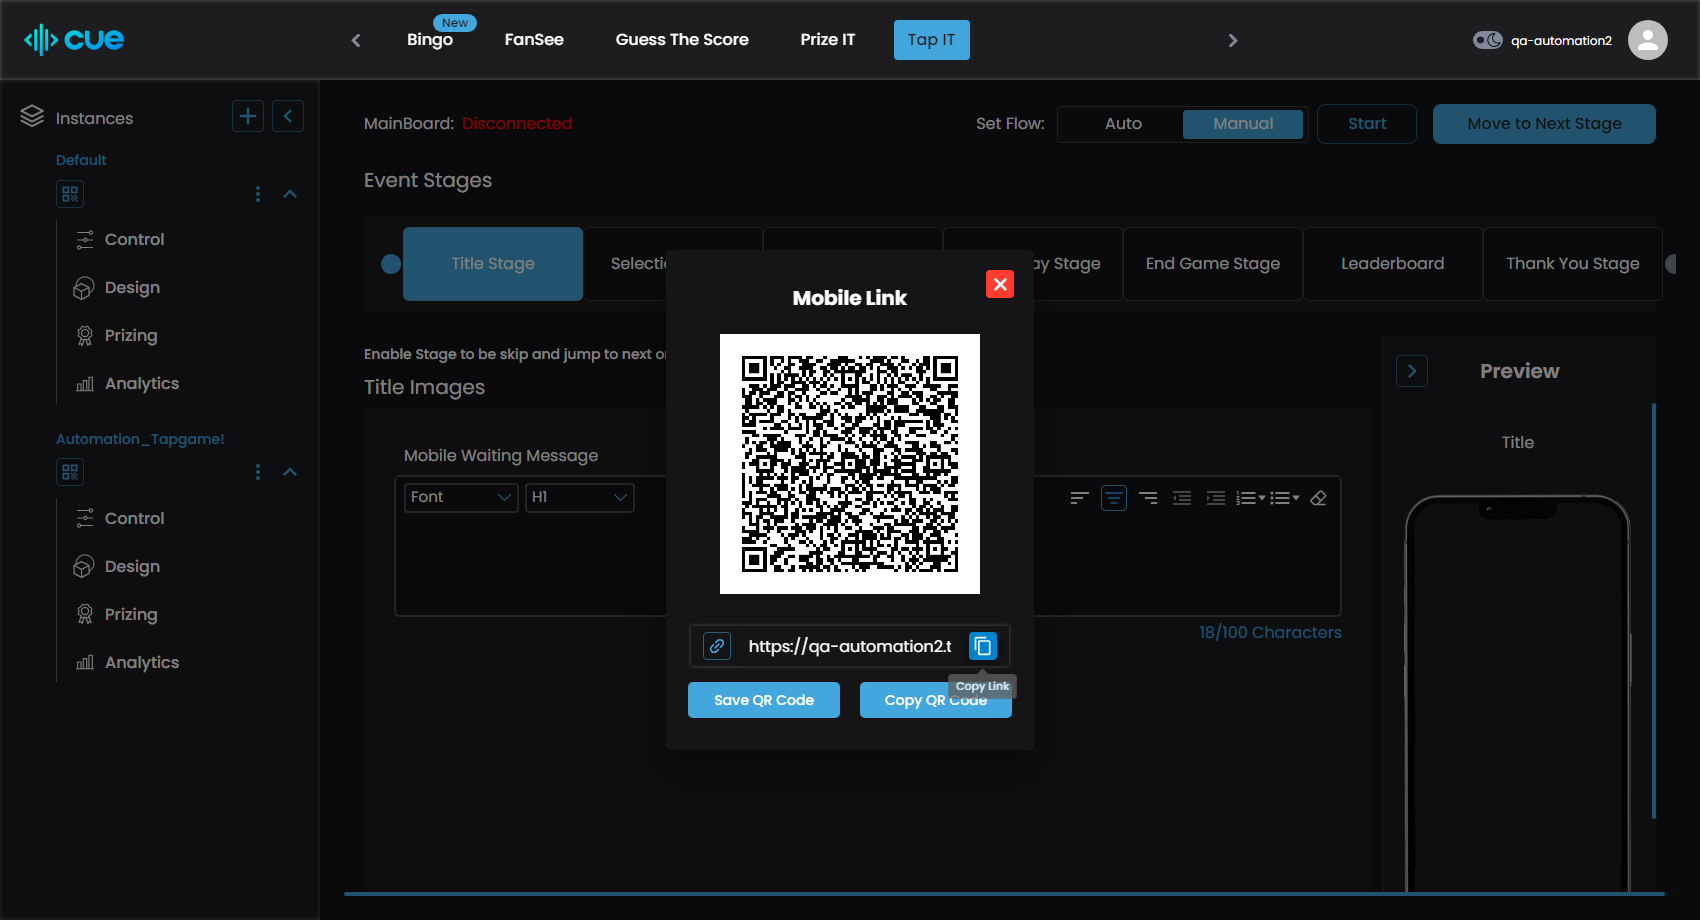 cue
New
Bingo
FanSee
Guess The Score
Prize IT
Tap IT
qa-automation2
Instances
Default
Control
Design
Prizing
Analytics
Automation_Tapgame!
Control
Design
Prizing
Analytics
MainBoard: Disconnected
Set Flow:
Auto
Manual
Start
Move to Next Stage
Event Stages
Title Stage
End Game Stage
Leaderboard
Thank You Stage
Stage
Enable Stage to be skip and jump to next
Title Images
Mobile Waiting Message
Font
H1
18/100 Characters
Preview
Title
Mobile Link
https://qa-automation2.t
Copy Link
Save QR Code
Copy QR Code